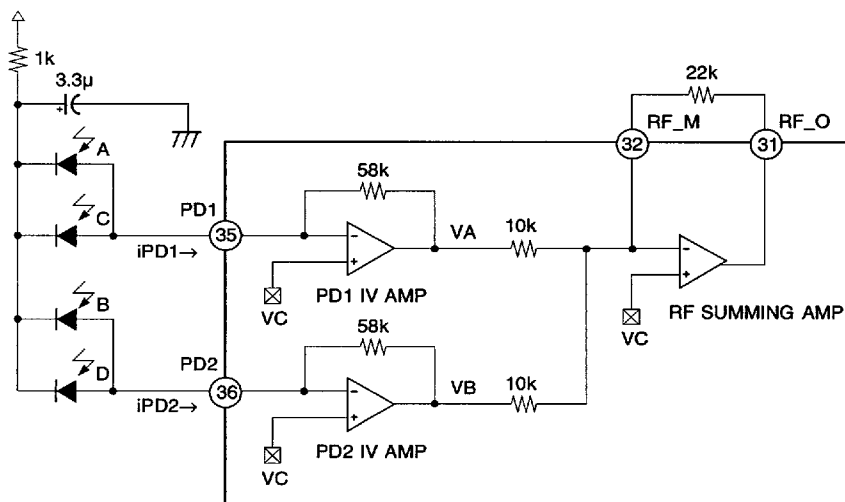 1k
3.3μ
+
A
C
PD1
iPD1→
B
D
PD2
iPD2→
35
36
58k
−
+
VC
PD1 IV AMP
VA
10k
58k
−
+
VC
PD2 IV AMP
VB
10k
22k
RF_M
RF_O
32
31
−
+
VC
RF SUMMING AMP